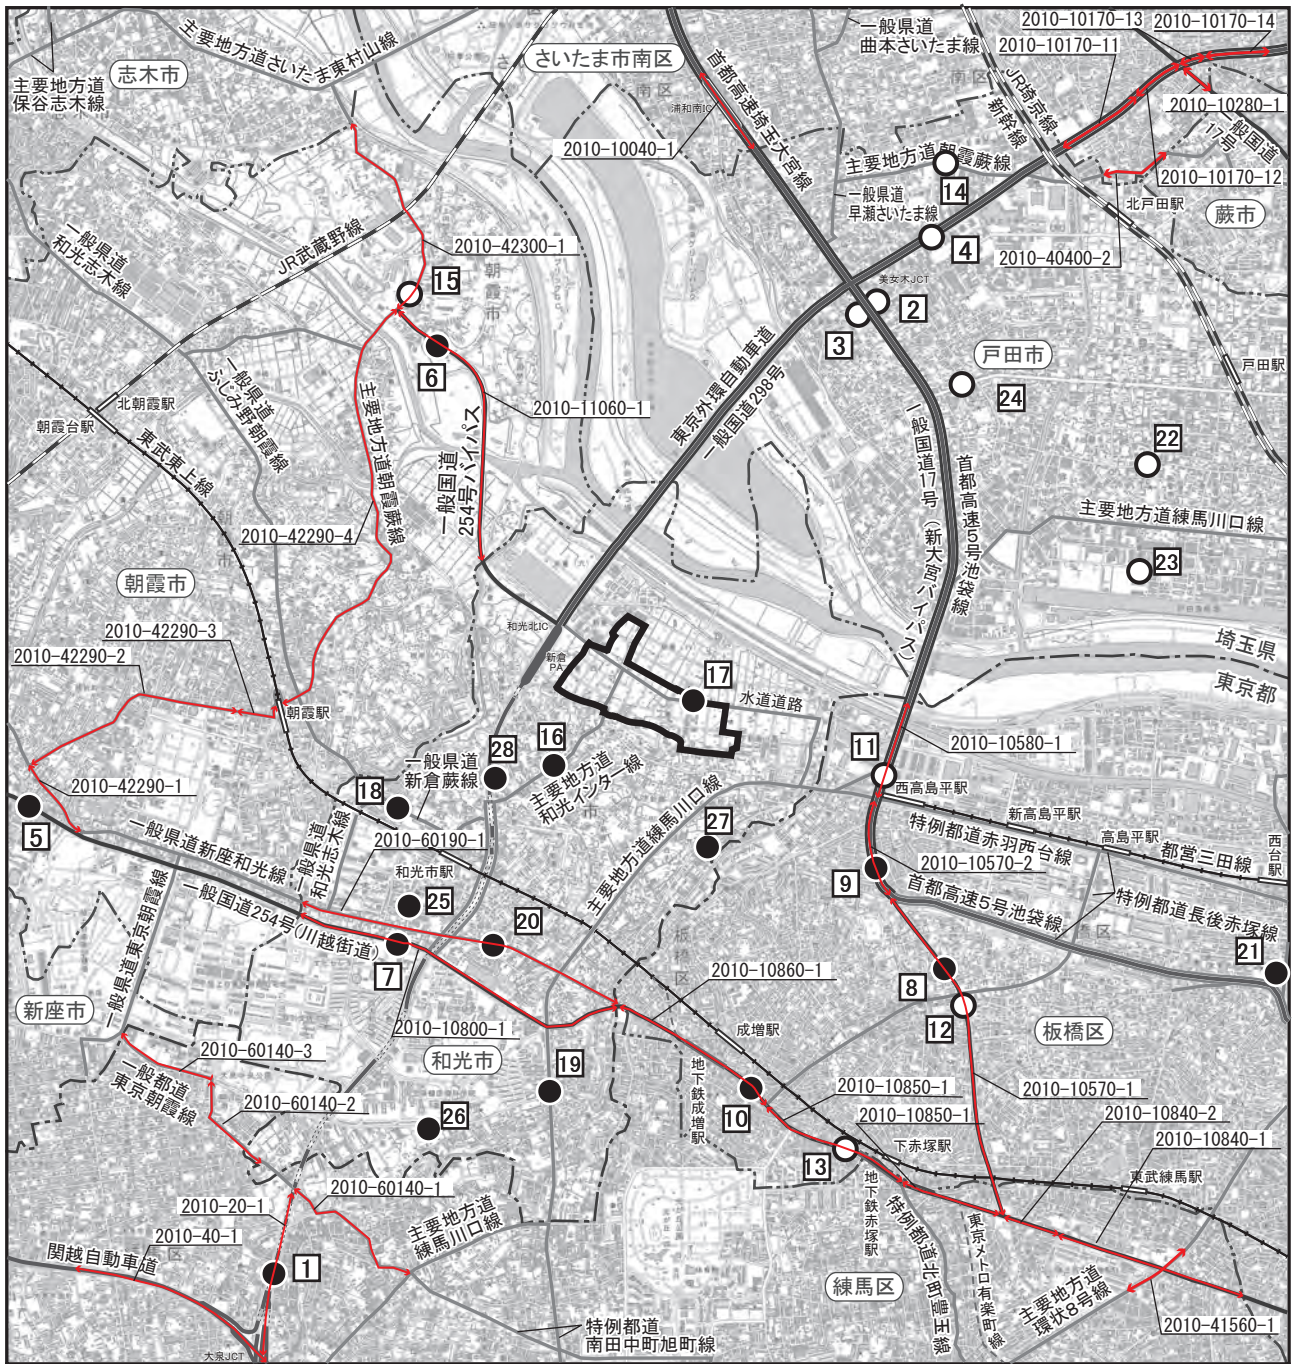 主要地方道さいたま東村山線
主要地方道
保谷志木線
志木市
さいたま市南区
浦和南IC
2010-10040-1
首都高速埼玉大宮線
一般県道
曲本さいたま線
南区
2010-10170-13
2010-10170-14
2010-10170-11
2010-10280-1
JR埼京線
新幹線
一般国道
17号
主要地方道朝霞蕨線
2010-10170-12
14
一般県道
早瀬さいたま線
北戸田駅
蕨市
4
2010-40400-2
一般県道
和光志木線
JR武蔵野線
2010-42300-1
朝霞市
15
美女木JCT
2
3
戸田市
戸田駅
24
6
一般県道
ふじみ野朝霞線
北朝霞駅
朝霞台駅
東武東上線
主要地方道朝霞蕨線
2010-11060-1
一般国道
254号バイパス
東京外環自動車道
一般国道298号
一般国道17号(新大宮バイパス)
首都高速5号池袋線
22
主要地方道練馬川口線
23
2010-42290-4
朝霞市
2010-42290-3
2010-42290-2
和光北IC
新倉
PA
17
水道道路
埼玉県
東京都
朝霞駅
2010-42290-1
5
18
一般県道
新倉蕨線
28
16
主要地方道
和光インター線
市
11
2010-10580-1
西高島平駅
新高島平駅
高島平駅
西台駅
特例都道赤羽西台線
都営三田線
一般県道新座和光線
一般県道
和光志木線
2010-60190-1
和光市駅
主要地方道練馬川口線
27
2010-10570-2
9
首都高速5号池袋線
特例都道長後赤塚線
25
20
一般国道254号(川越街道)
7
板橋区
2010-10860-1
8
21
一般県道東京朝霞線
新座市
12
板橋区
2010-10800-1
和光市
成増駅
2010-60140-3
19
一般都道
東京朝霞線
2010-60140-2
地下鉄成増駅
10
2010-10850-1
2010-10570-1
2010-10850-1
2010-10840-2
26
13
下赤塚駅
2010-10840-1
東武練馬駅
2010-60140-1
2010-20-1
主要地方道
練馬川口線
地下鉄赤塚駅
特例都道北町豊玉線
東京メトロ有楽町線
2010-40-1
関越自動車道
1
練馬区
主要地方道
環状8号線
特例都道
南田中町旭町線
2010-41560-1
大泉JCT